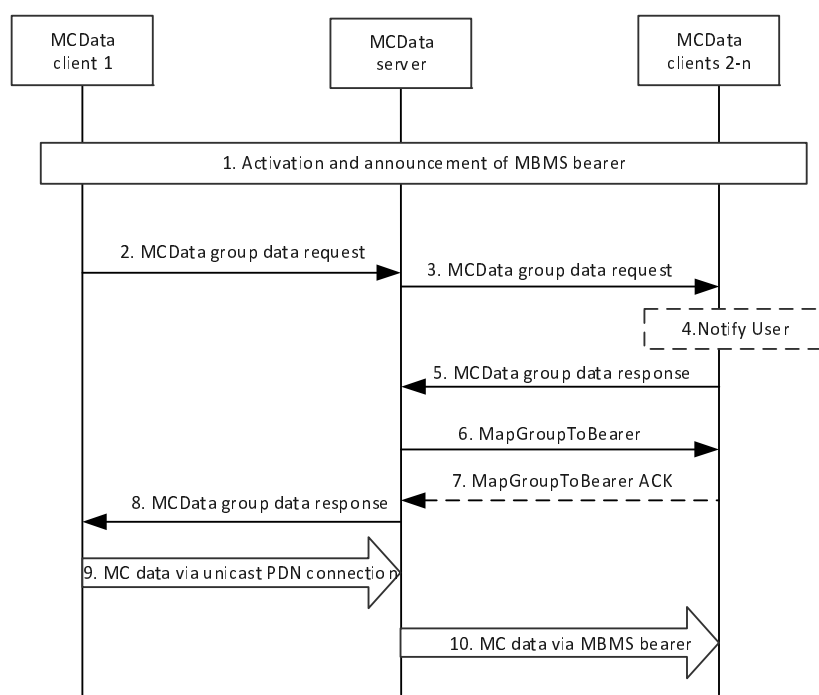 MCData
client 1
MCData
server
MCData
clients 2-n
1. Activation and announcement of MBMS bearer
2. MCData group data request
3. MCData group data request
4.Notify User
5. MCData group data response
6. MapGroupToBearer
7. MapGroupToBearer ACK
8. MCData group data response
9. MC data via unicast PDN connection
10. MC data via MBMS bearer